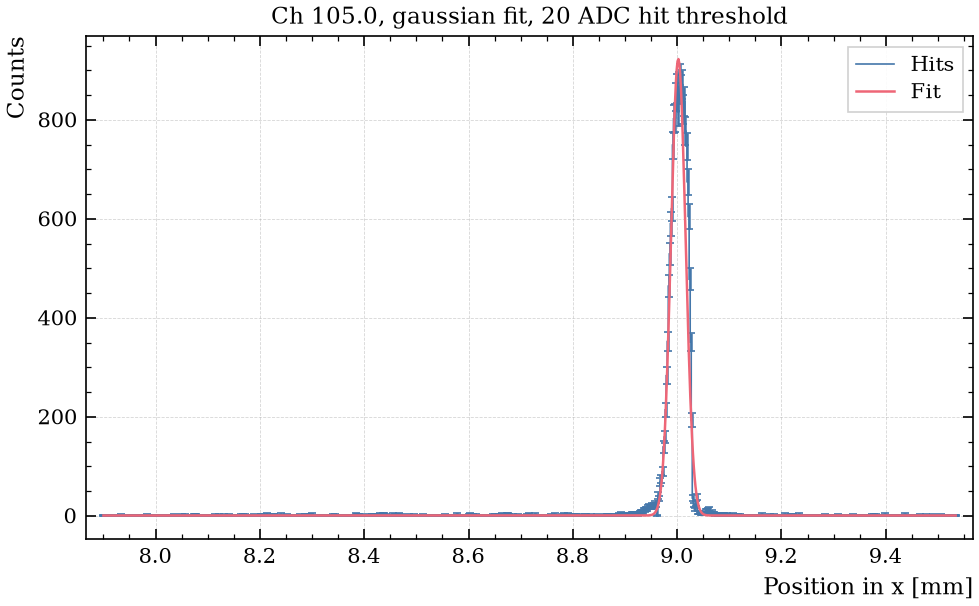 Ch 105.0, gaussian fit, 20 ADC hit threshold
Counts
Hits
Fit
800
600
400
200
0
8.0 8.2 8.4 8.6 8.8 9.0 9.2 9.4
Position in x [mm]